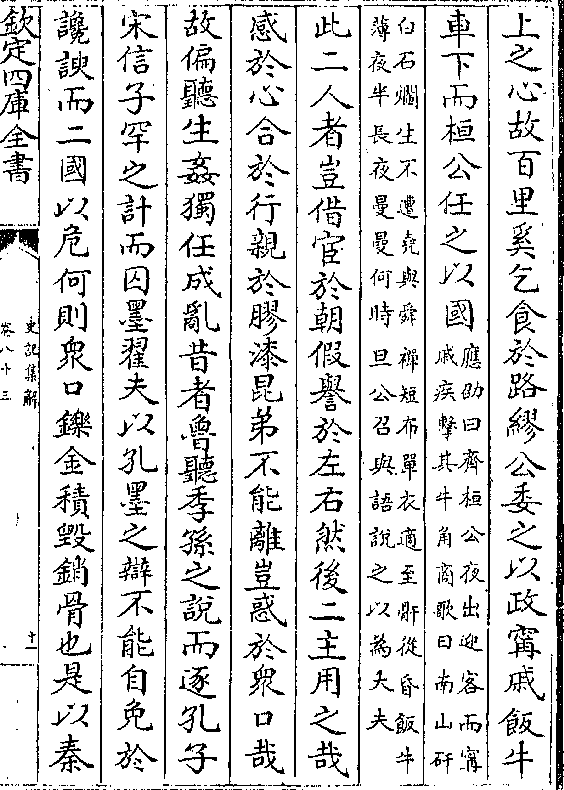 上之心故百里奚乞食於路繆公委之以政甯戚飯牛
車下而桓公任之以國
應劭曰齊桓公夜出迎客而甯
戚疾擊其牛角商歌曰南山矸
白石爛生不遭堯與舜禪短布單衣適至骭從昏飯牛
薄夜半長夜曼曼何時旦公召與語說之以為大夫
此二人者豈借宦於朝假譽於左右然後二主用之哉
感於心合於行親於膠漆昆弟不能離豈惑於衆口哉
故偏聽生姦獨任成亂昔者魯聽季孫之說而逐孔子
宋信子罕之計而囚墨翟夫以孔墨之辯不能自免於
讒諛而二國以危何則衆口鑠金積毀銷骨也是以秦
欽定四庫全書
史記集解
卷八十三
十一